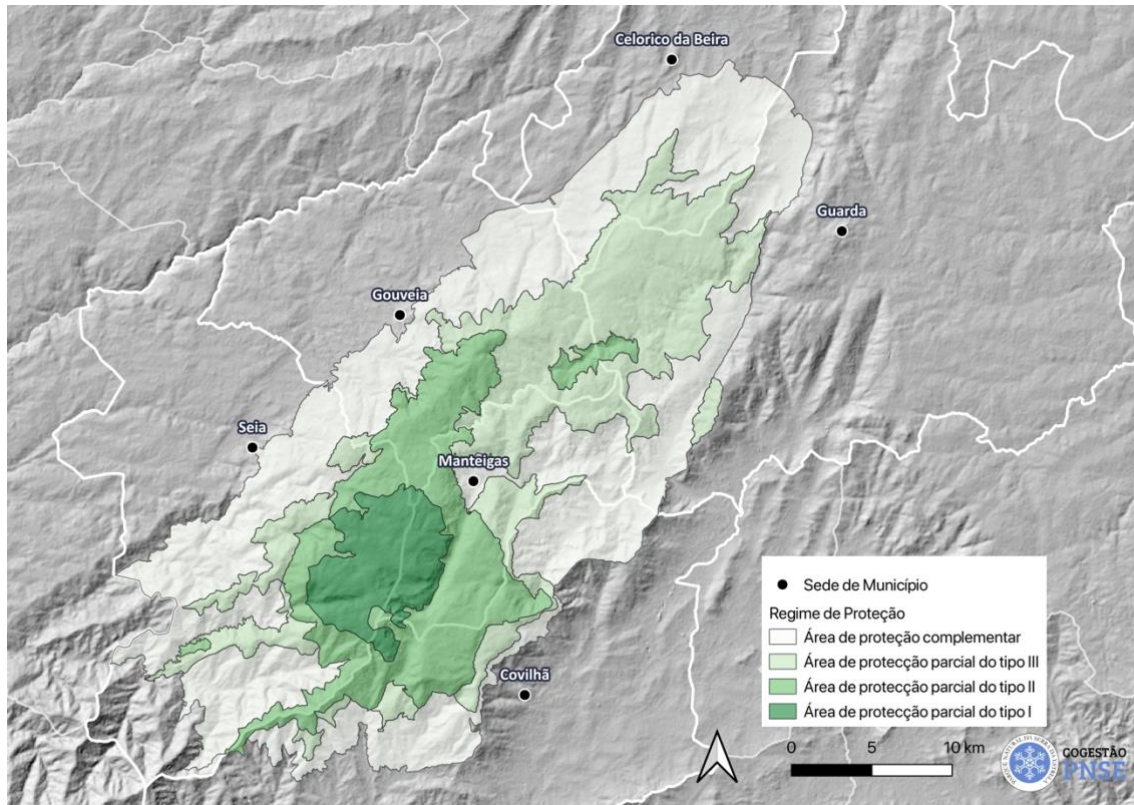 Celorico da Beira
Guarda
Gouveia
Seia
Manteigas
Covilhã
Sede de Município
Regime de Proteção
Área de proteção complementar
Área de protecção parcial do tipo III
Área de protecção parcial do tipo II
Área de protecção parcial do tipo I
0 5 10 km
COGESTÃO
PNSE